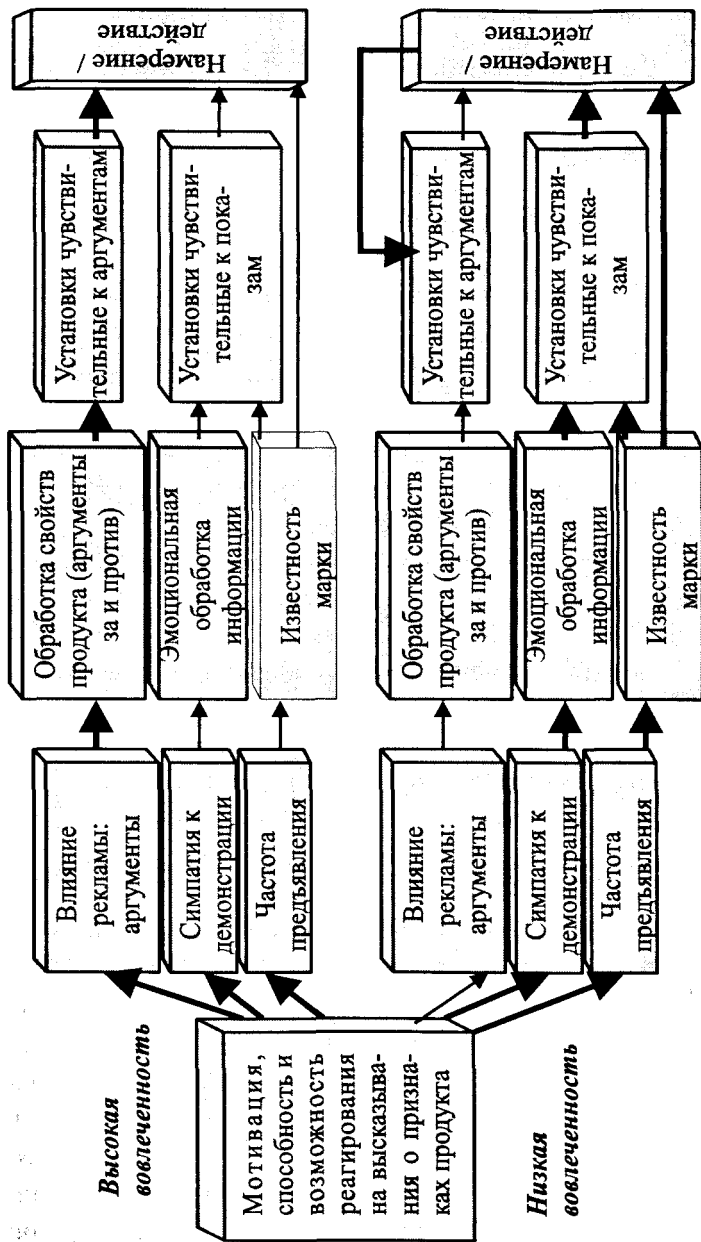 Высокая
вовлеченность
Мотивация,
способность и
возможность
реагирования
на высказыва-
ния о призна-
ках продукта
Низкая
вовлеченность
Влияние
рекламы:
аргументы
Симпатия к
демонстрации
Частота
предъявления
Обработка свойств
продукта (аргументы
за и против)
Эмоциональная
обработка
информации
Известность
марки
Установки чувстви-
тельные к аргументам
Установки чувстви-
тельные к пока-
зам
Намерение /
действие
Влияние
рекламы:
аргументы
Симпатия к
демонстрации
Частота
предъявления
Обработка свойств
продукта (аргументы
за и против)
Эмоциональная
обработка
информации
Известность
марки
Установки чувстви-
тельные к аргументам
Установки чувстви-
тельные к пока-
зам
Намерение /
действие